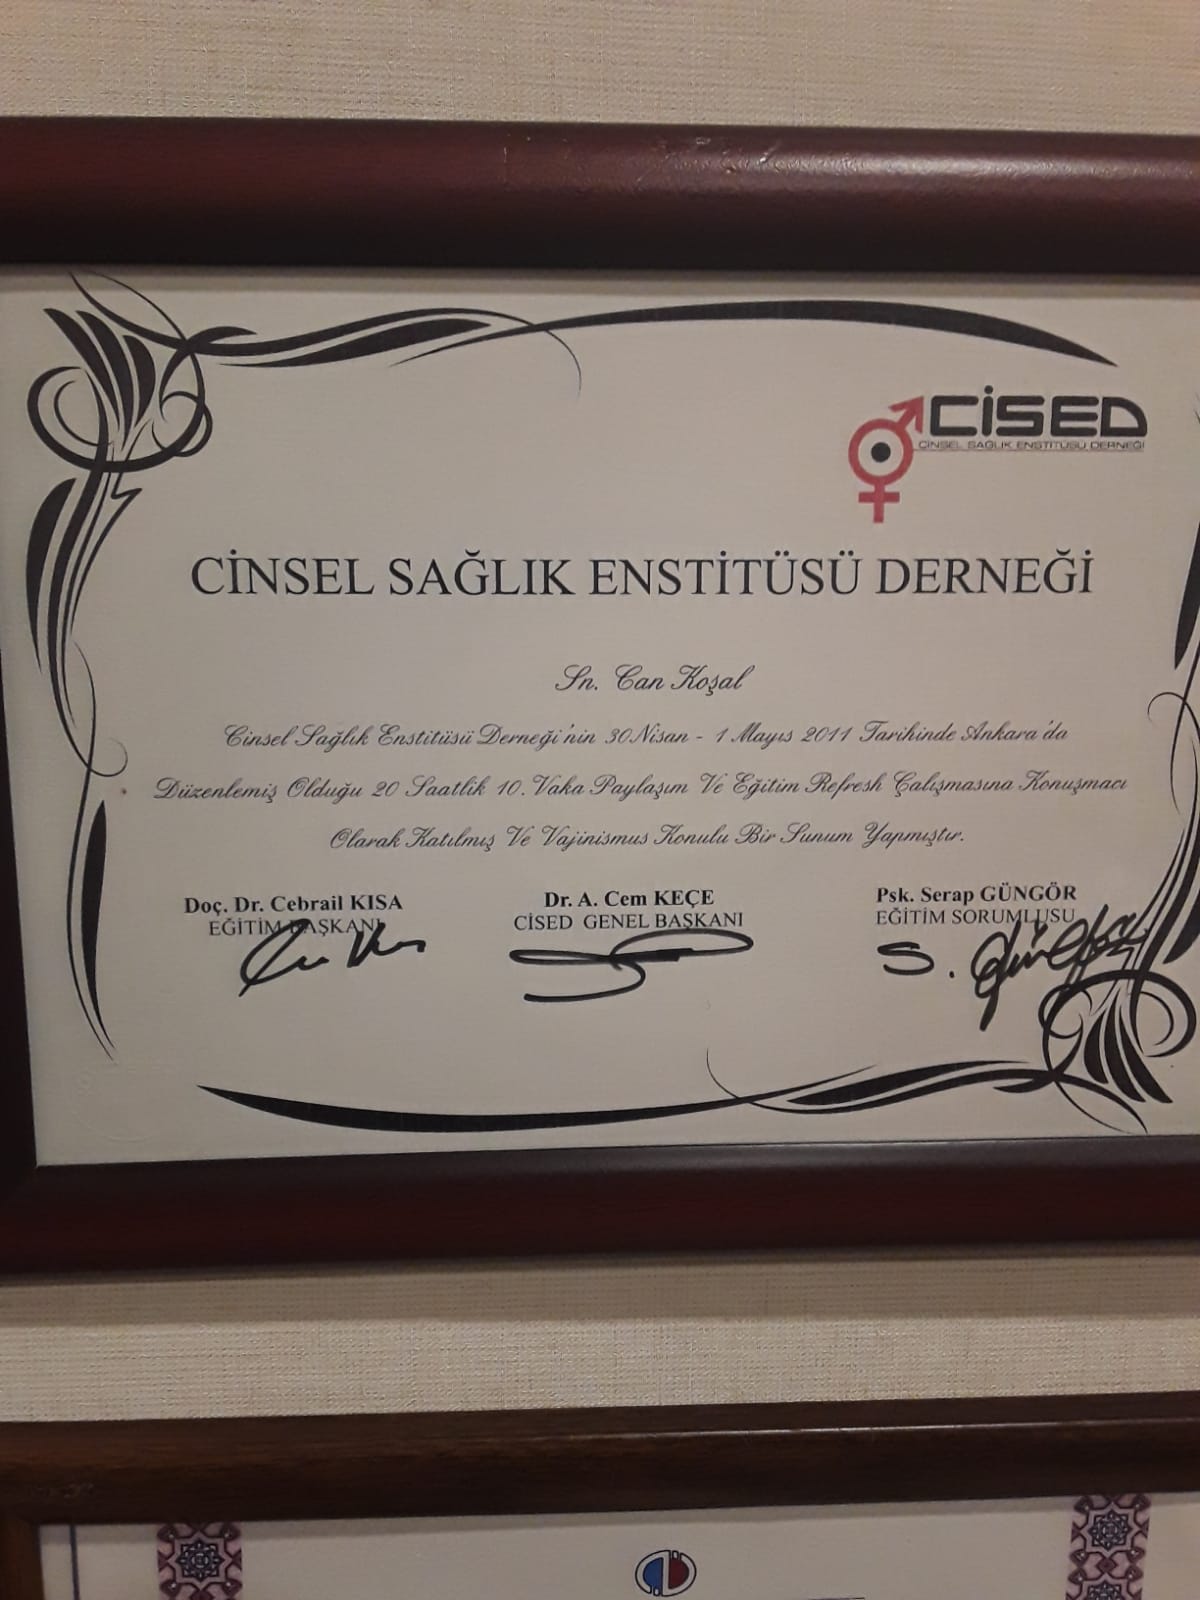 CİSED
CİNSEL SAĞLIK ENSTİTÜSÜ DERNEĞİ
CİNSEL SAĞLIK ENSTİTÜSÜ DERNEĞİ
Sn. Can Koşal
Cinsel Sağlık Enstitüsü Derneği'nin 30 Nisan - 1 Mayıs 2011 Tarihinde Ankara'da
Düzenlemiş Olduğu 20 Saatlik 10. Vaka Paylaşım Ve Eğitim Refresh Çalışmasına Konuşmacı
Olarak Katılmış Ve Vajinismus Konulu Bir Sunum Yapmıştır.
Doç. Dr. Cebrail KISA
EĞİTİM BAŞKANI
Dr. A. Cem KEÇE
CİSED GENEL BAŞKANI
Psk. Serap GÜNGÖR
EĞİTİM SORUMLUSU